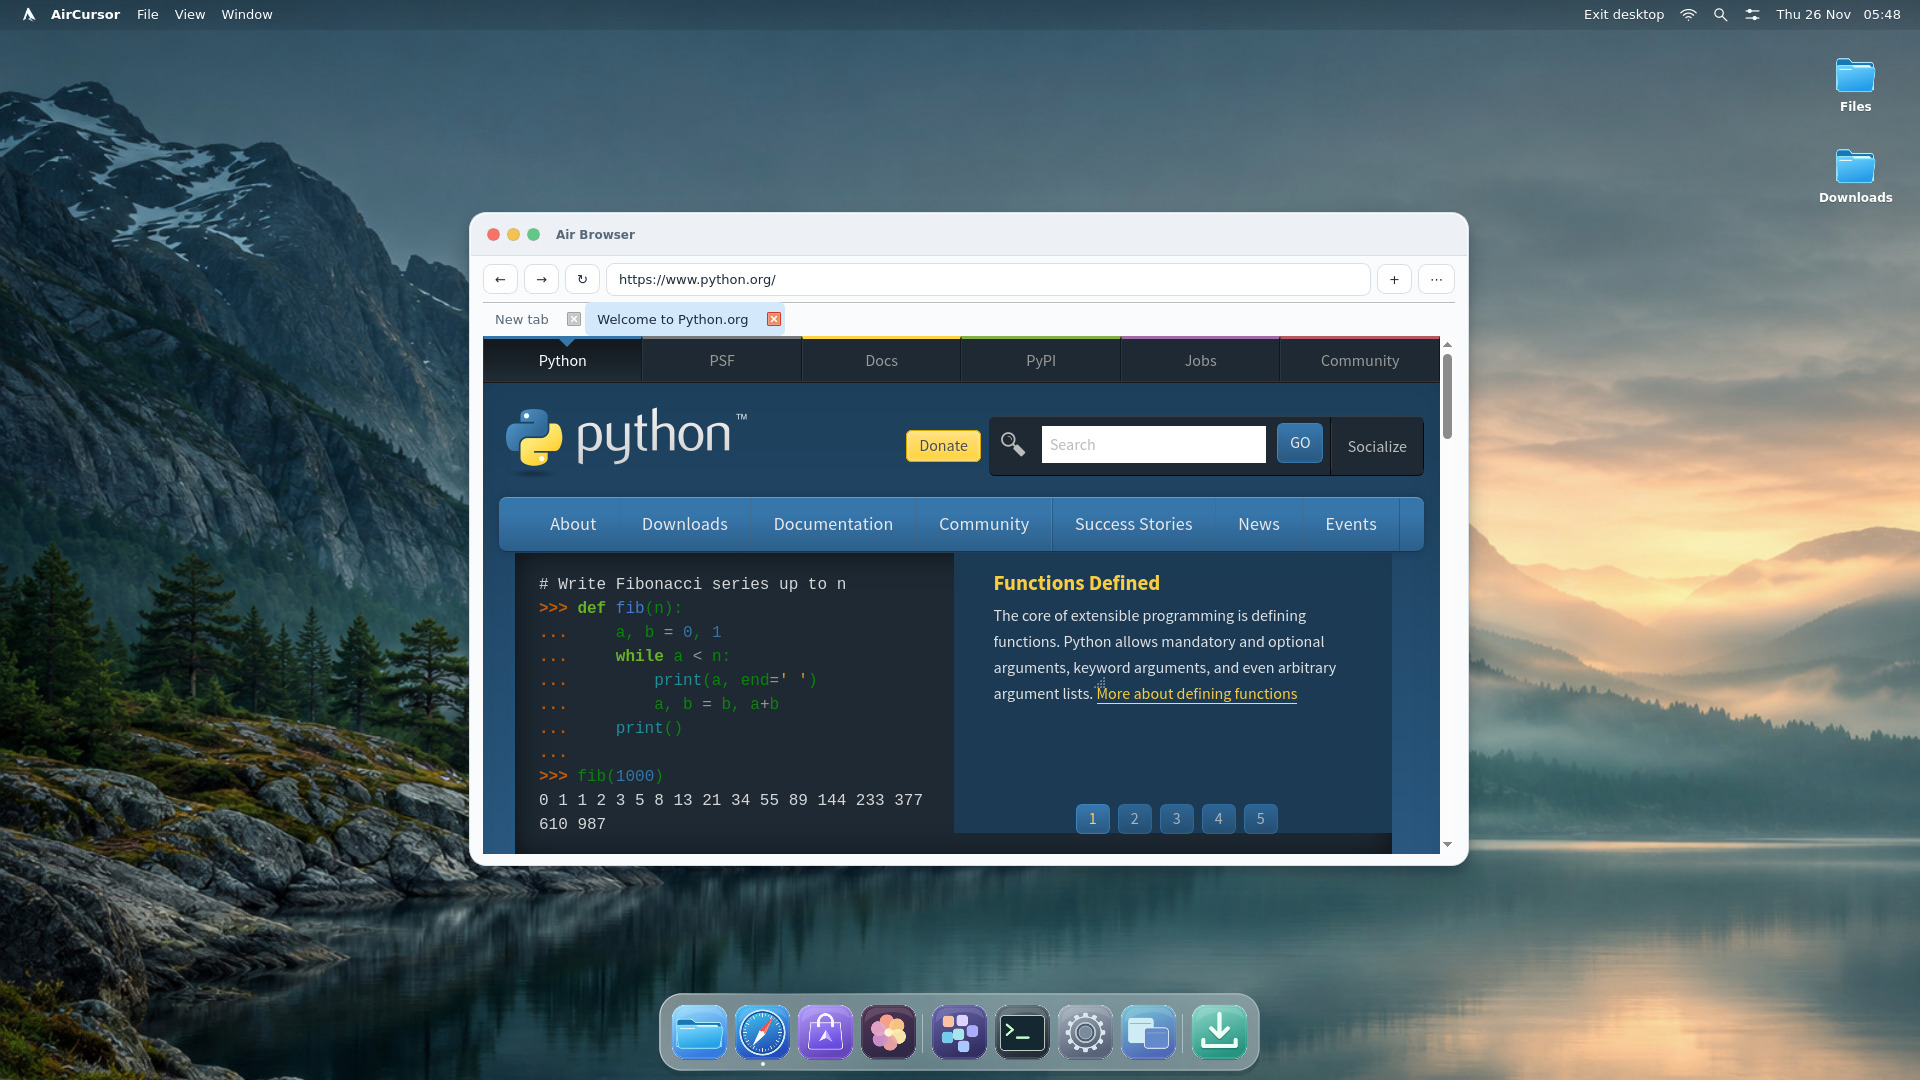 AirCursor File View Window Exit desktop Thu 26 Nov 05:48
Files
Downloads
Air Browser
← → ↻ https://www.python.org/ + ...
New tab Welcome to Python.org
Python PSF Docs PyPI Jobs Community
python™
Donate Search GO Socialize
About Downloads Documentation Community Success Stories News Events
# Write Fibonacci series up to n
>>> def fib(n):
...     a, b = 0, 1
...     while a < n:
...         print(a, end=' ')
...         a, b = b, a+b
...     print()
...
>>> fib(1000)
0 1 1 2 3 5 8 13 21 34 55 89 144 233 377
610 987
Functions Defined
The core of extensible programming is defining
functions. Python allows mandatory and optional
arguments, keyword arguments, and even arbitrary
argument lists. More about defining functions
1 2 3 4 5